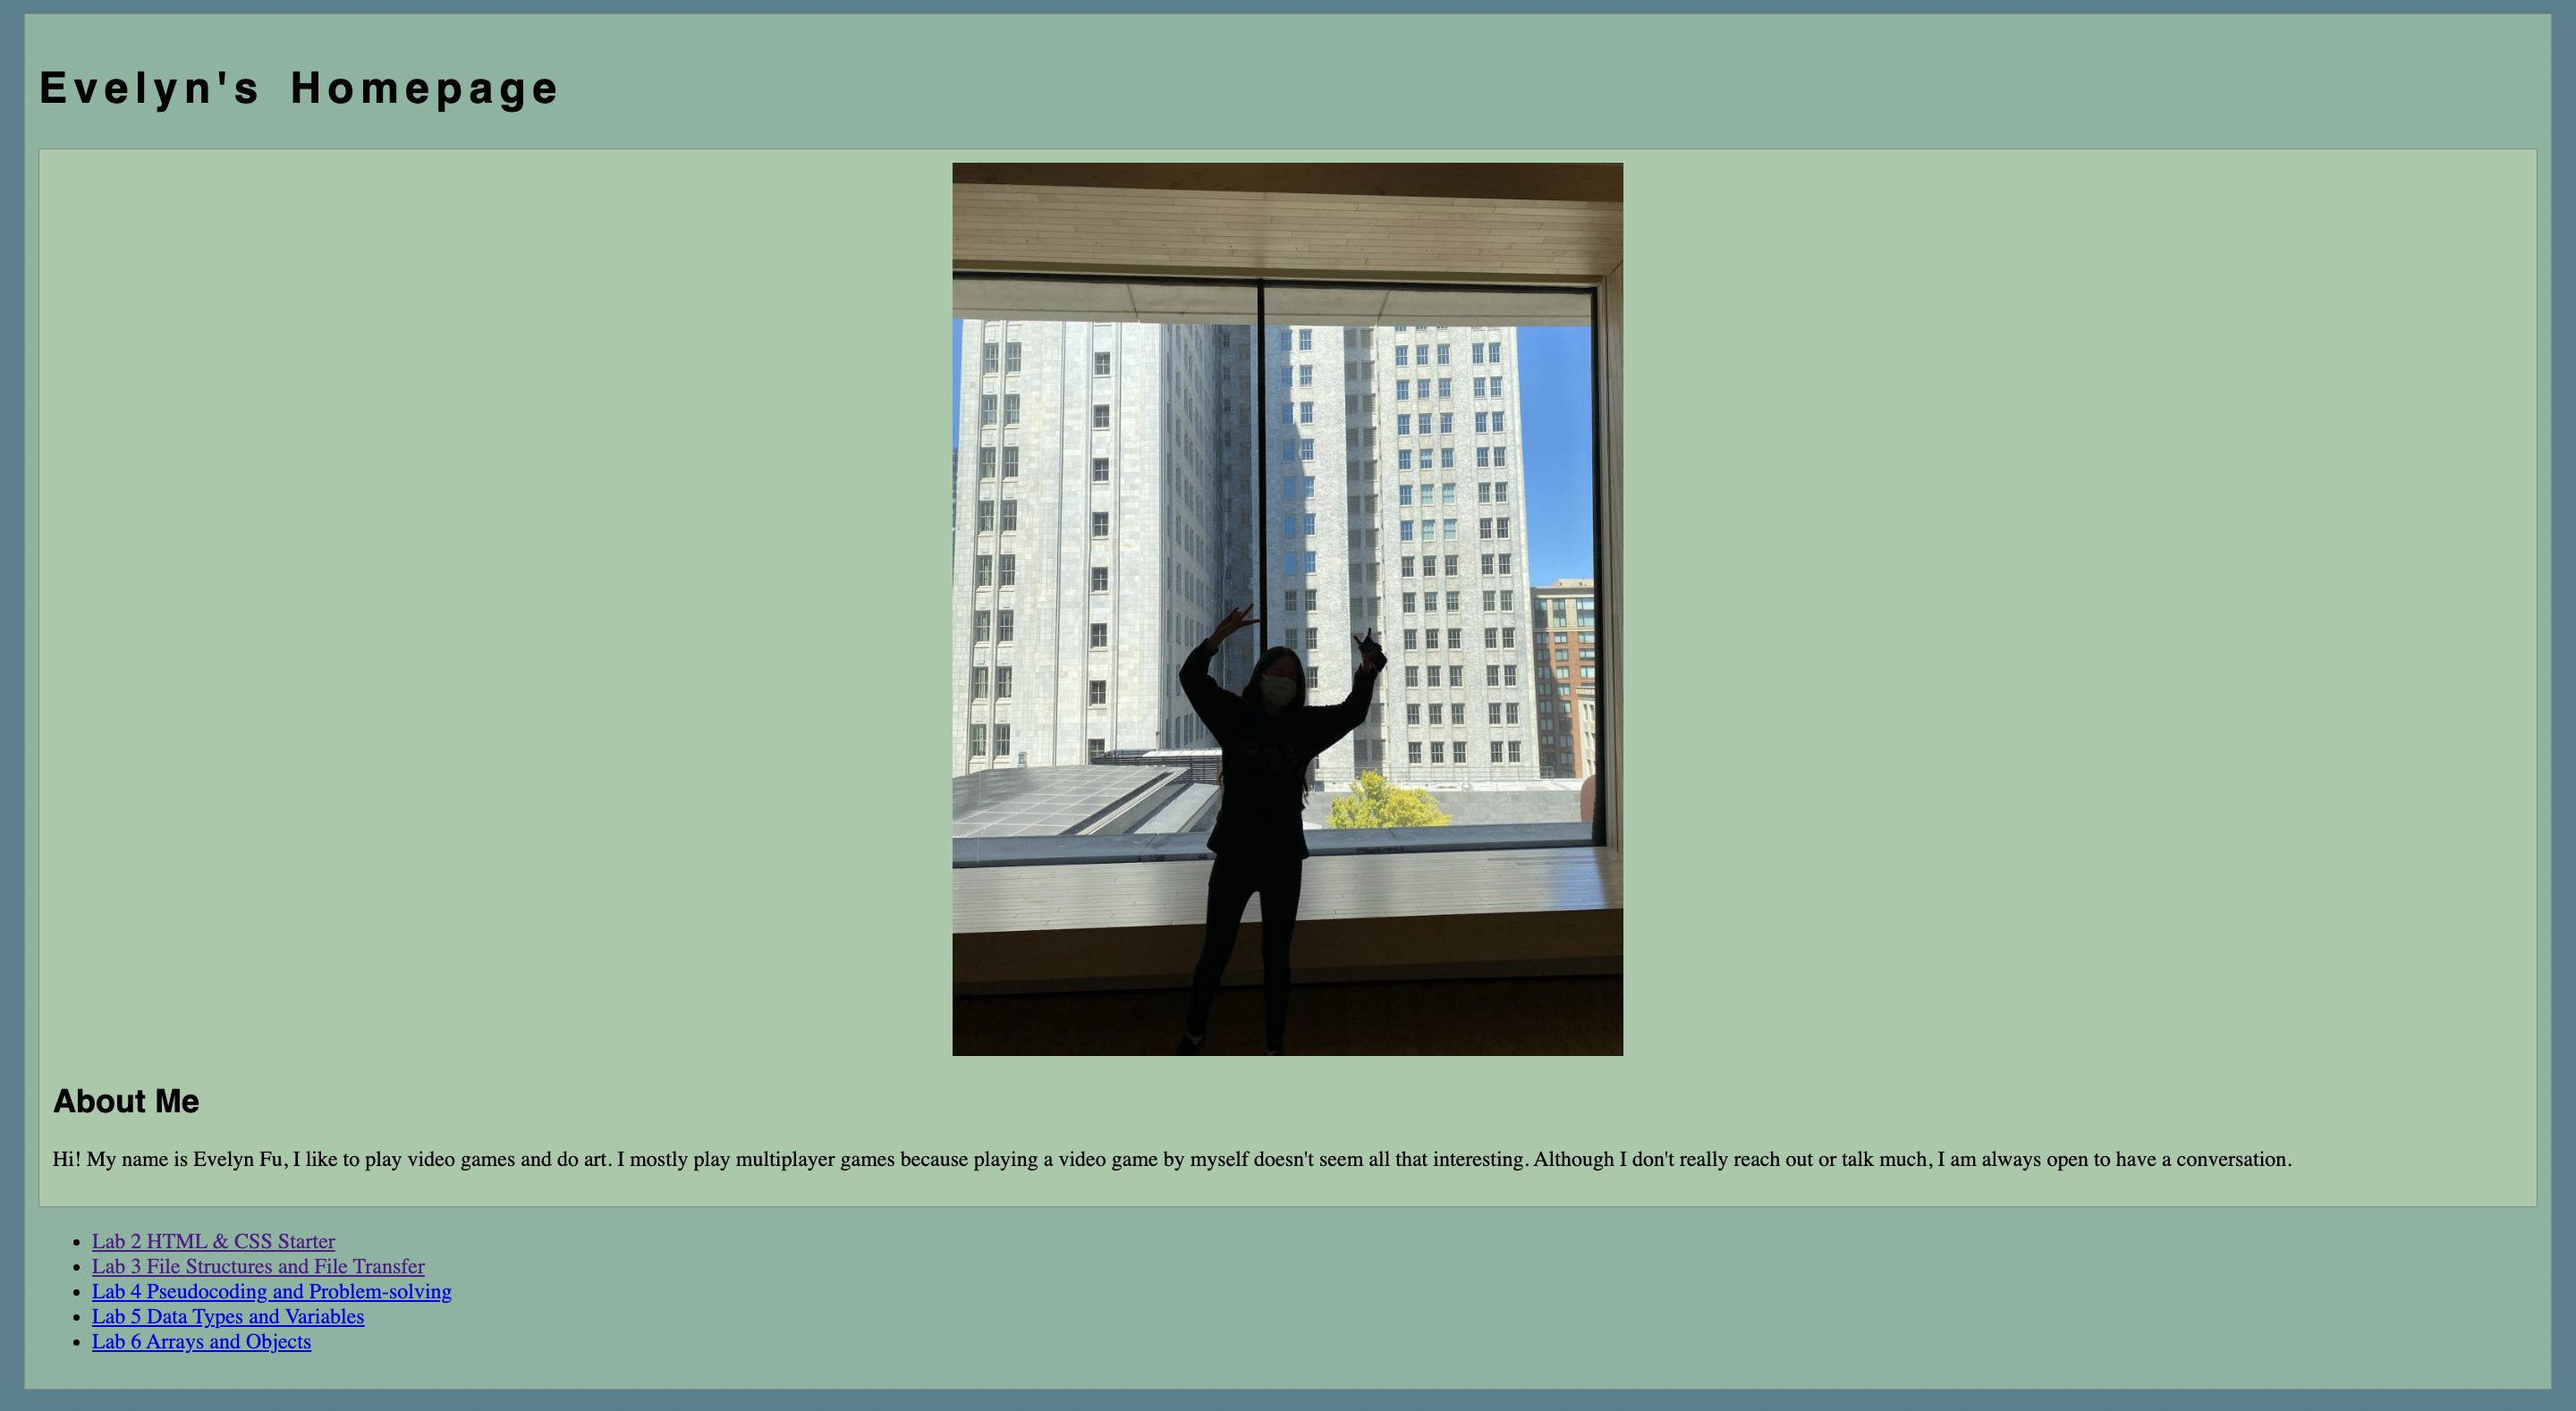 Evelyn's Homepage
About Me
Hi! My name is Evelyn Fu, I like to play video games and do art. I mostly play multiplayer games because playing a video game by myself doesn't seem all that interesting. Although I don't really reach out or talk much, I am always open to have a conversation.
Lab 2 HTML & CSS Starter
Lab 3 File Structures and File Transfer
Lab 4 Pseudocoding and Problem-solving
Lab 5 Data Types and Variables
Lab 6 Arrays and Objects